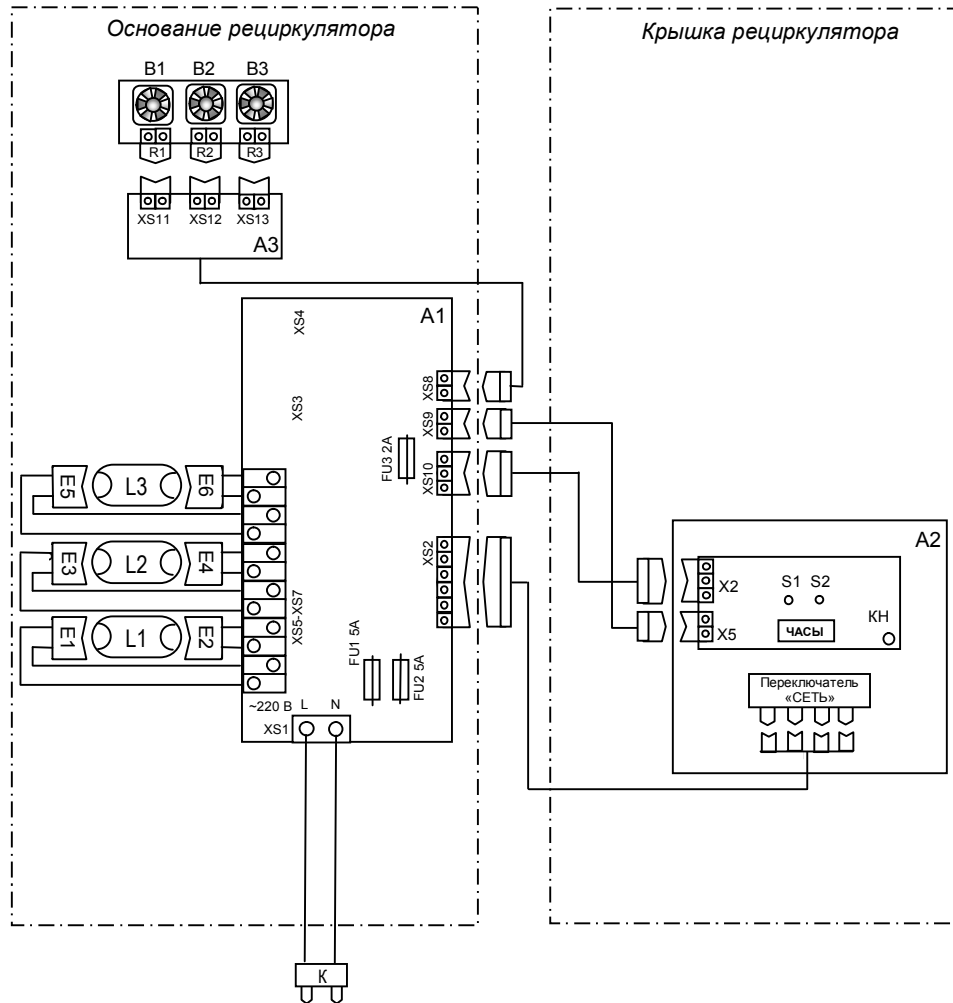 Основание рециркулятора
Крышка рециркулятора
B1 B2 B3
R1 R2 R3
XS11 XS12 XS13
A3
A1
XS4
XS8
XS3
XS9
FU3 2A
XS10
E5 L3 E6
XS2
A2
E3 L2 E4
X2
S1 S2
XS5-XS7
E1 L1 E2
X5
ЧАСЫ
КН
FU1 5A
FU2 5A
Переключатель
«СЕТЬ»
~220 В L N
XS1
К